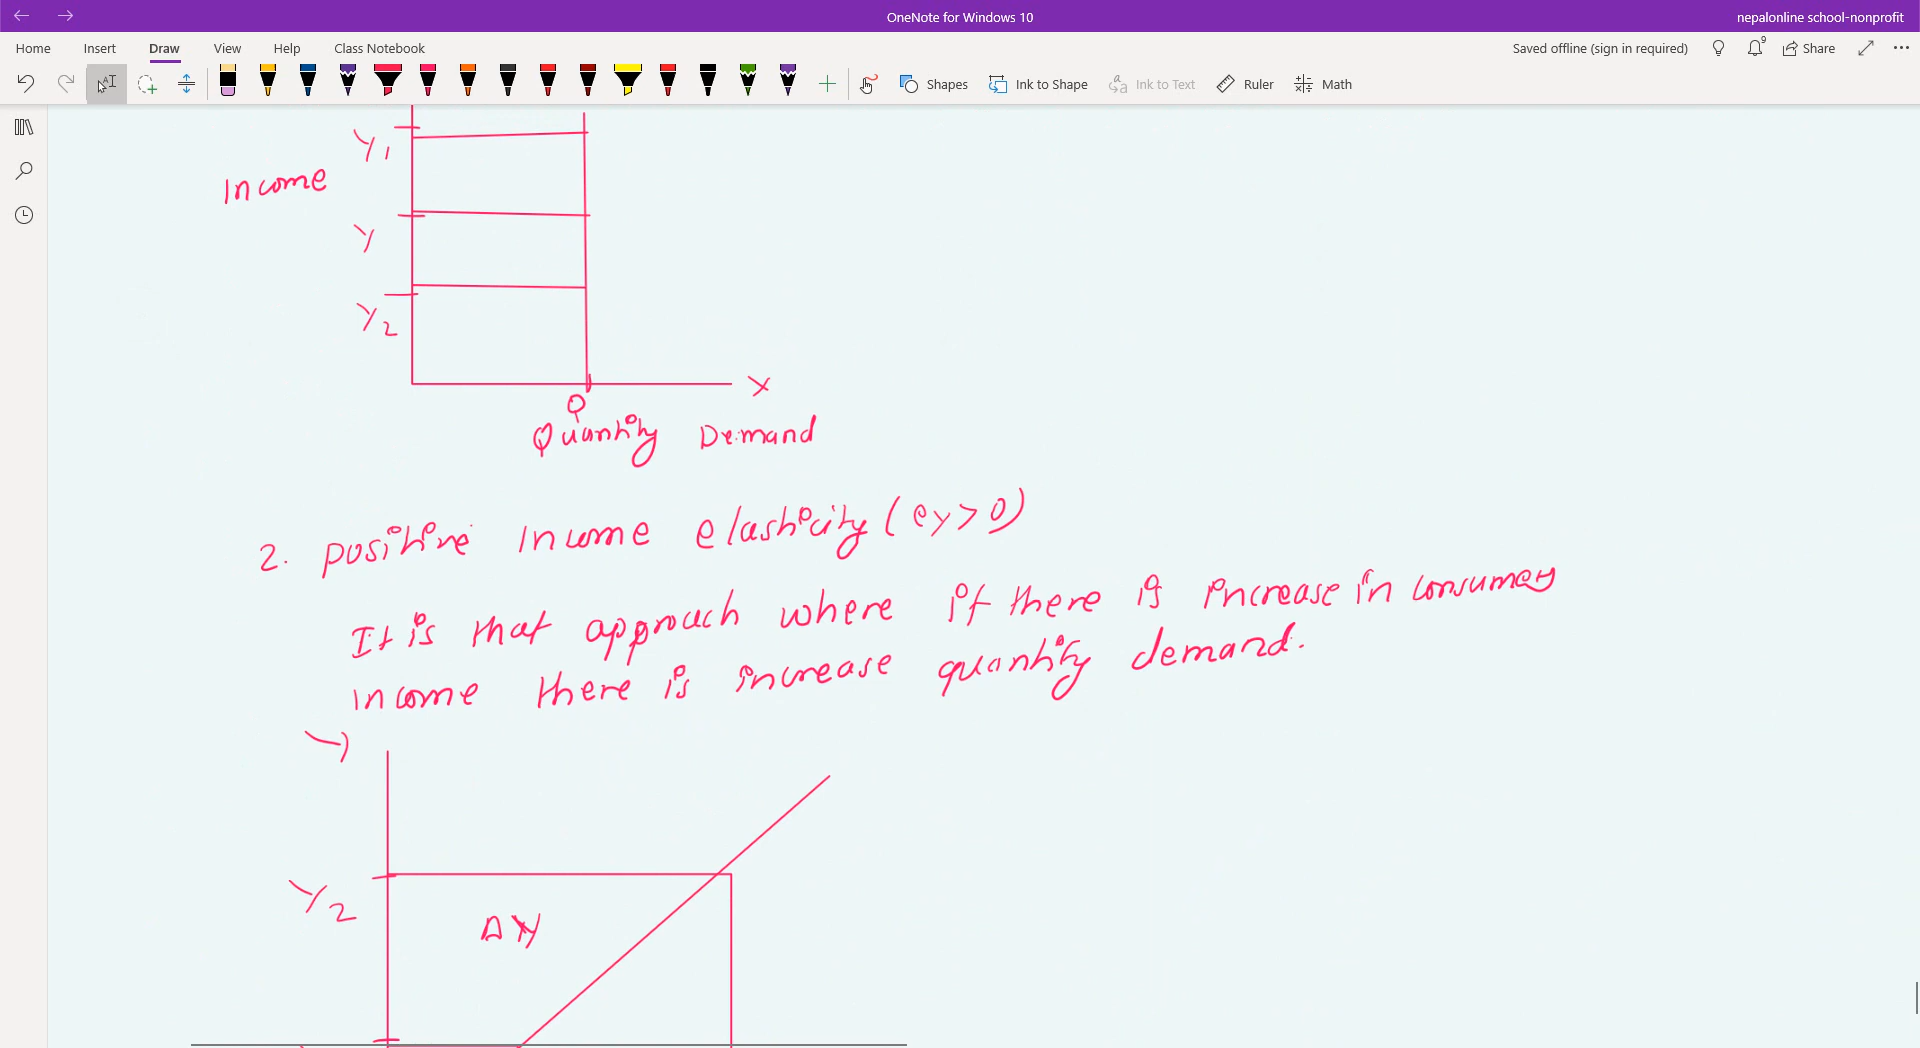 OneNote for Windows 10
nepalonline school-nonprofit
Home Insert Draw View Help Class Notebook
Saved offline (sign in required)
9
Share
Shapes
Ink to Shape
Ink to Text
Ruler
Math
Y1
Income
Y
Y2
X
Q
Quantity Demand
2. positive Income elasticity (ey > 0)
It is that approach where if there is increase in consumers
income there is increase quantity demand.
Y
Y2
ΔY